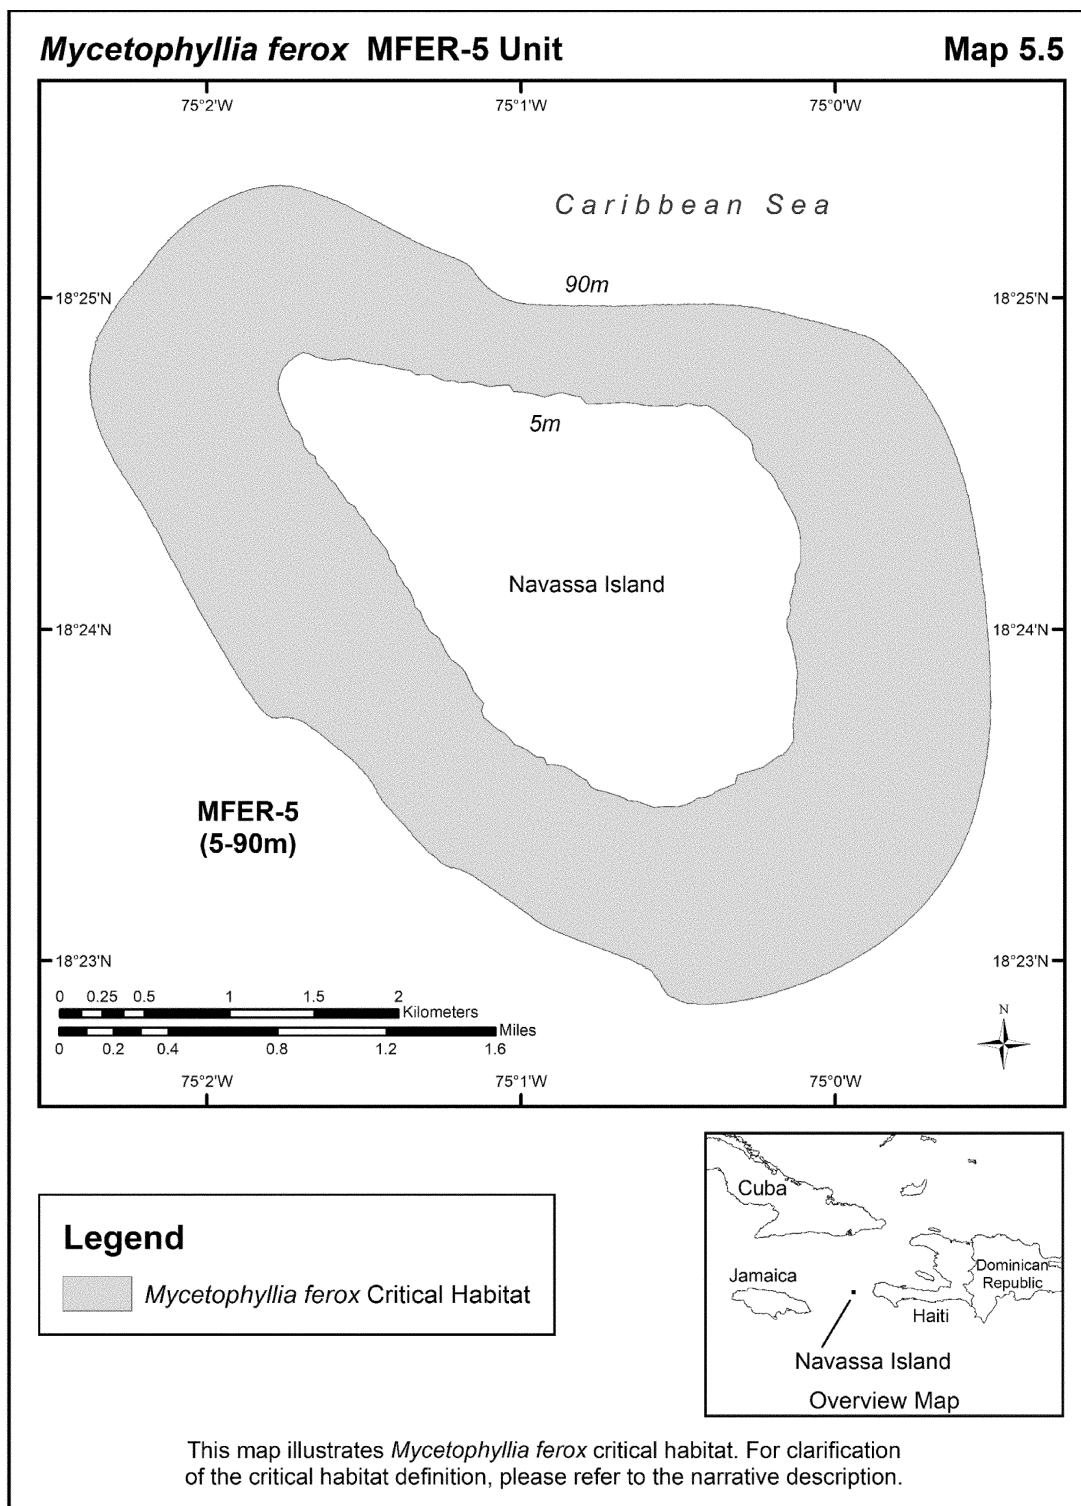 Mycetophyllia ferox MFER-5 Unit Map 5.5
75°2'W 75°1'W 75°0'W
Caribbean Sea
90m
18°25'N 18°25'N
5m
Navassa Island
18°24'N 18°24'N
MFER-5
(5-90m)
18°23'N 18°23'N
0 0.25 0.5 1 1.5 2
Kilometers
Miles
0 0.2 0.4 0.8 1.2 1.6
N
75°2'W 75°1'W 75°0'W
Legend
Mycetophyllia ferox Critical Habitat
Cuba
Dominican
Republic
Jamaica
Haiti
Navassa Island
Overview Map
This map illustrates Mycetophyllia ferox critical habitat. For clarification
of the critical habitat definition, please refer to the narrative description.